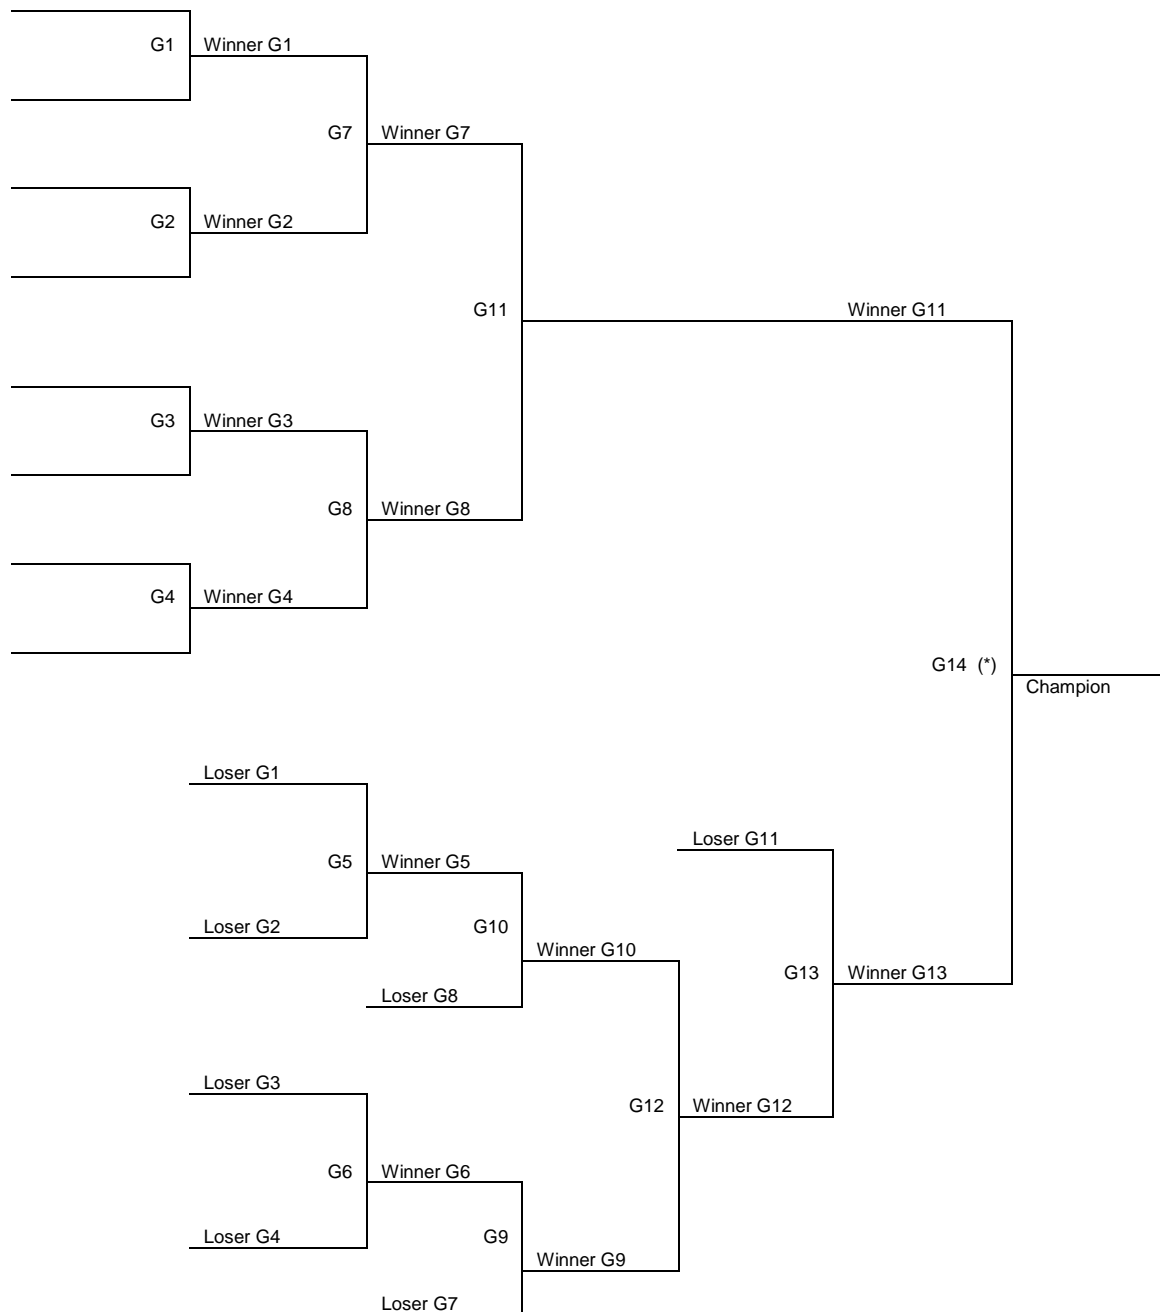 G1 Winner G1
G7 Winner G7
G2 Winner G2
G11 Winner G11
G3 Winner G3
G8 Winner G8
G4 Winner G4
G14 (*)
Champion
Loser G1
Loser G11
G5 Winner G5
Loser G2
G10
Winner G10
G13 Winner G13
Loser G8
Loser G3
G12 Winner G12
G6 Winner G6
Loser G4
G9
Winner G9
Loser G7